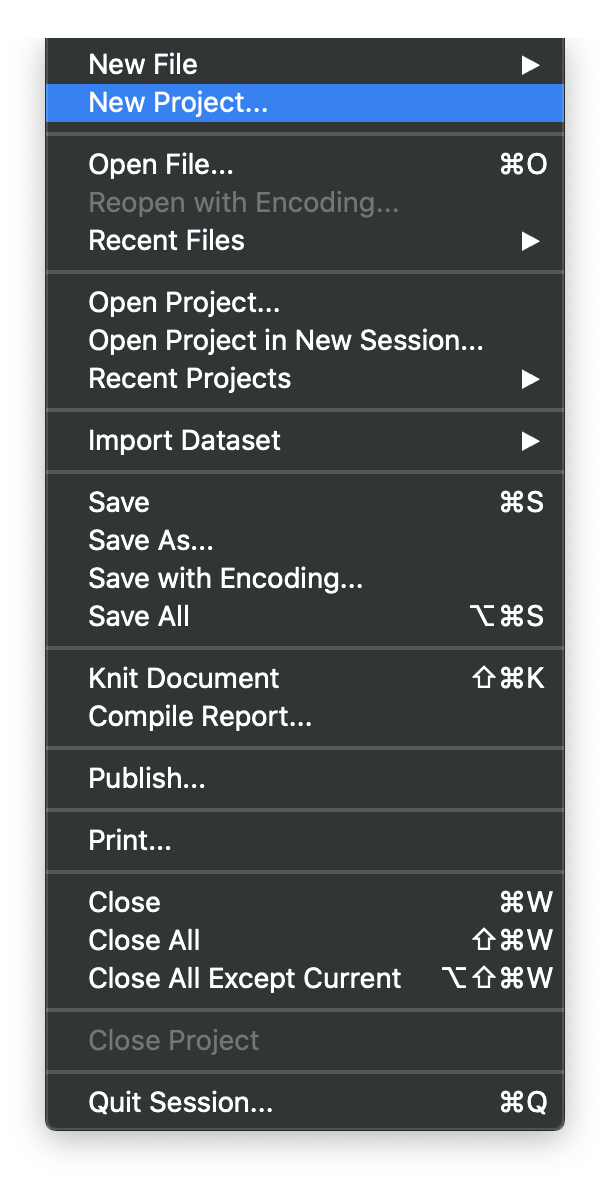 New File ▶
New Project...
Open File... ⌘O
Reopen with Encoding...
Recent Files ▶
Open Project...
Open Project in New Session...
Recent Projects ▶
Import Dataset ▶
Save ⌘S
Save As...
Save with Encoding...
Save All ⌥⌘S
Knit Document ⇧⌘K
Compile Report...
Publish...
Print...
Close ⌘W
Close All ⇧⌘W
Close All Except Current ⌥⇧⌘W
Close Project
Quit Session... ⌘Q